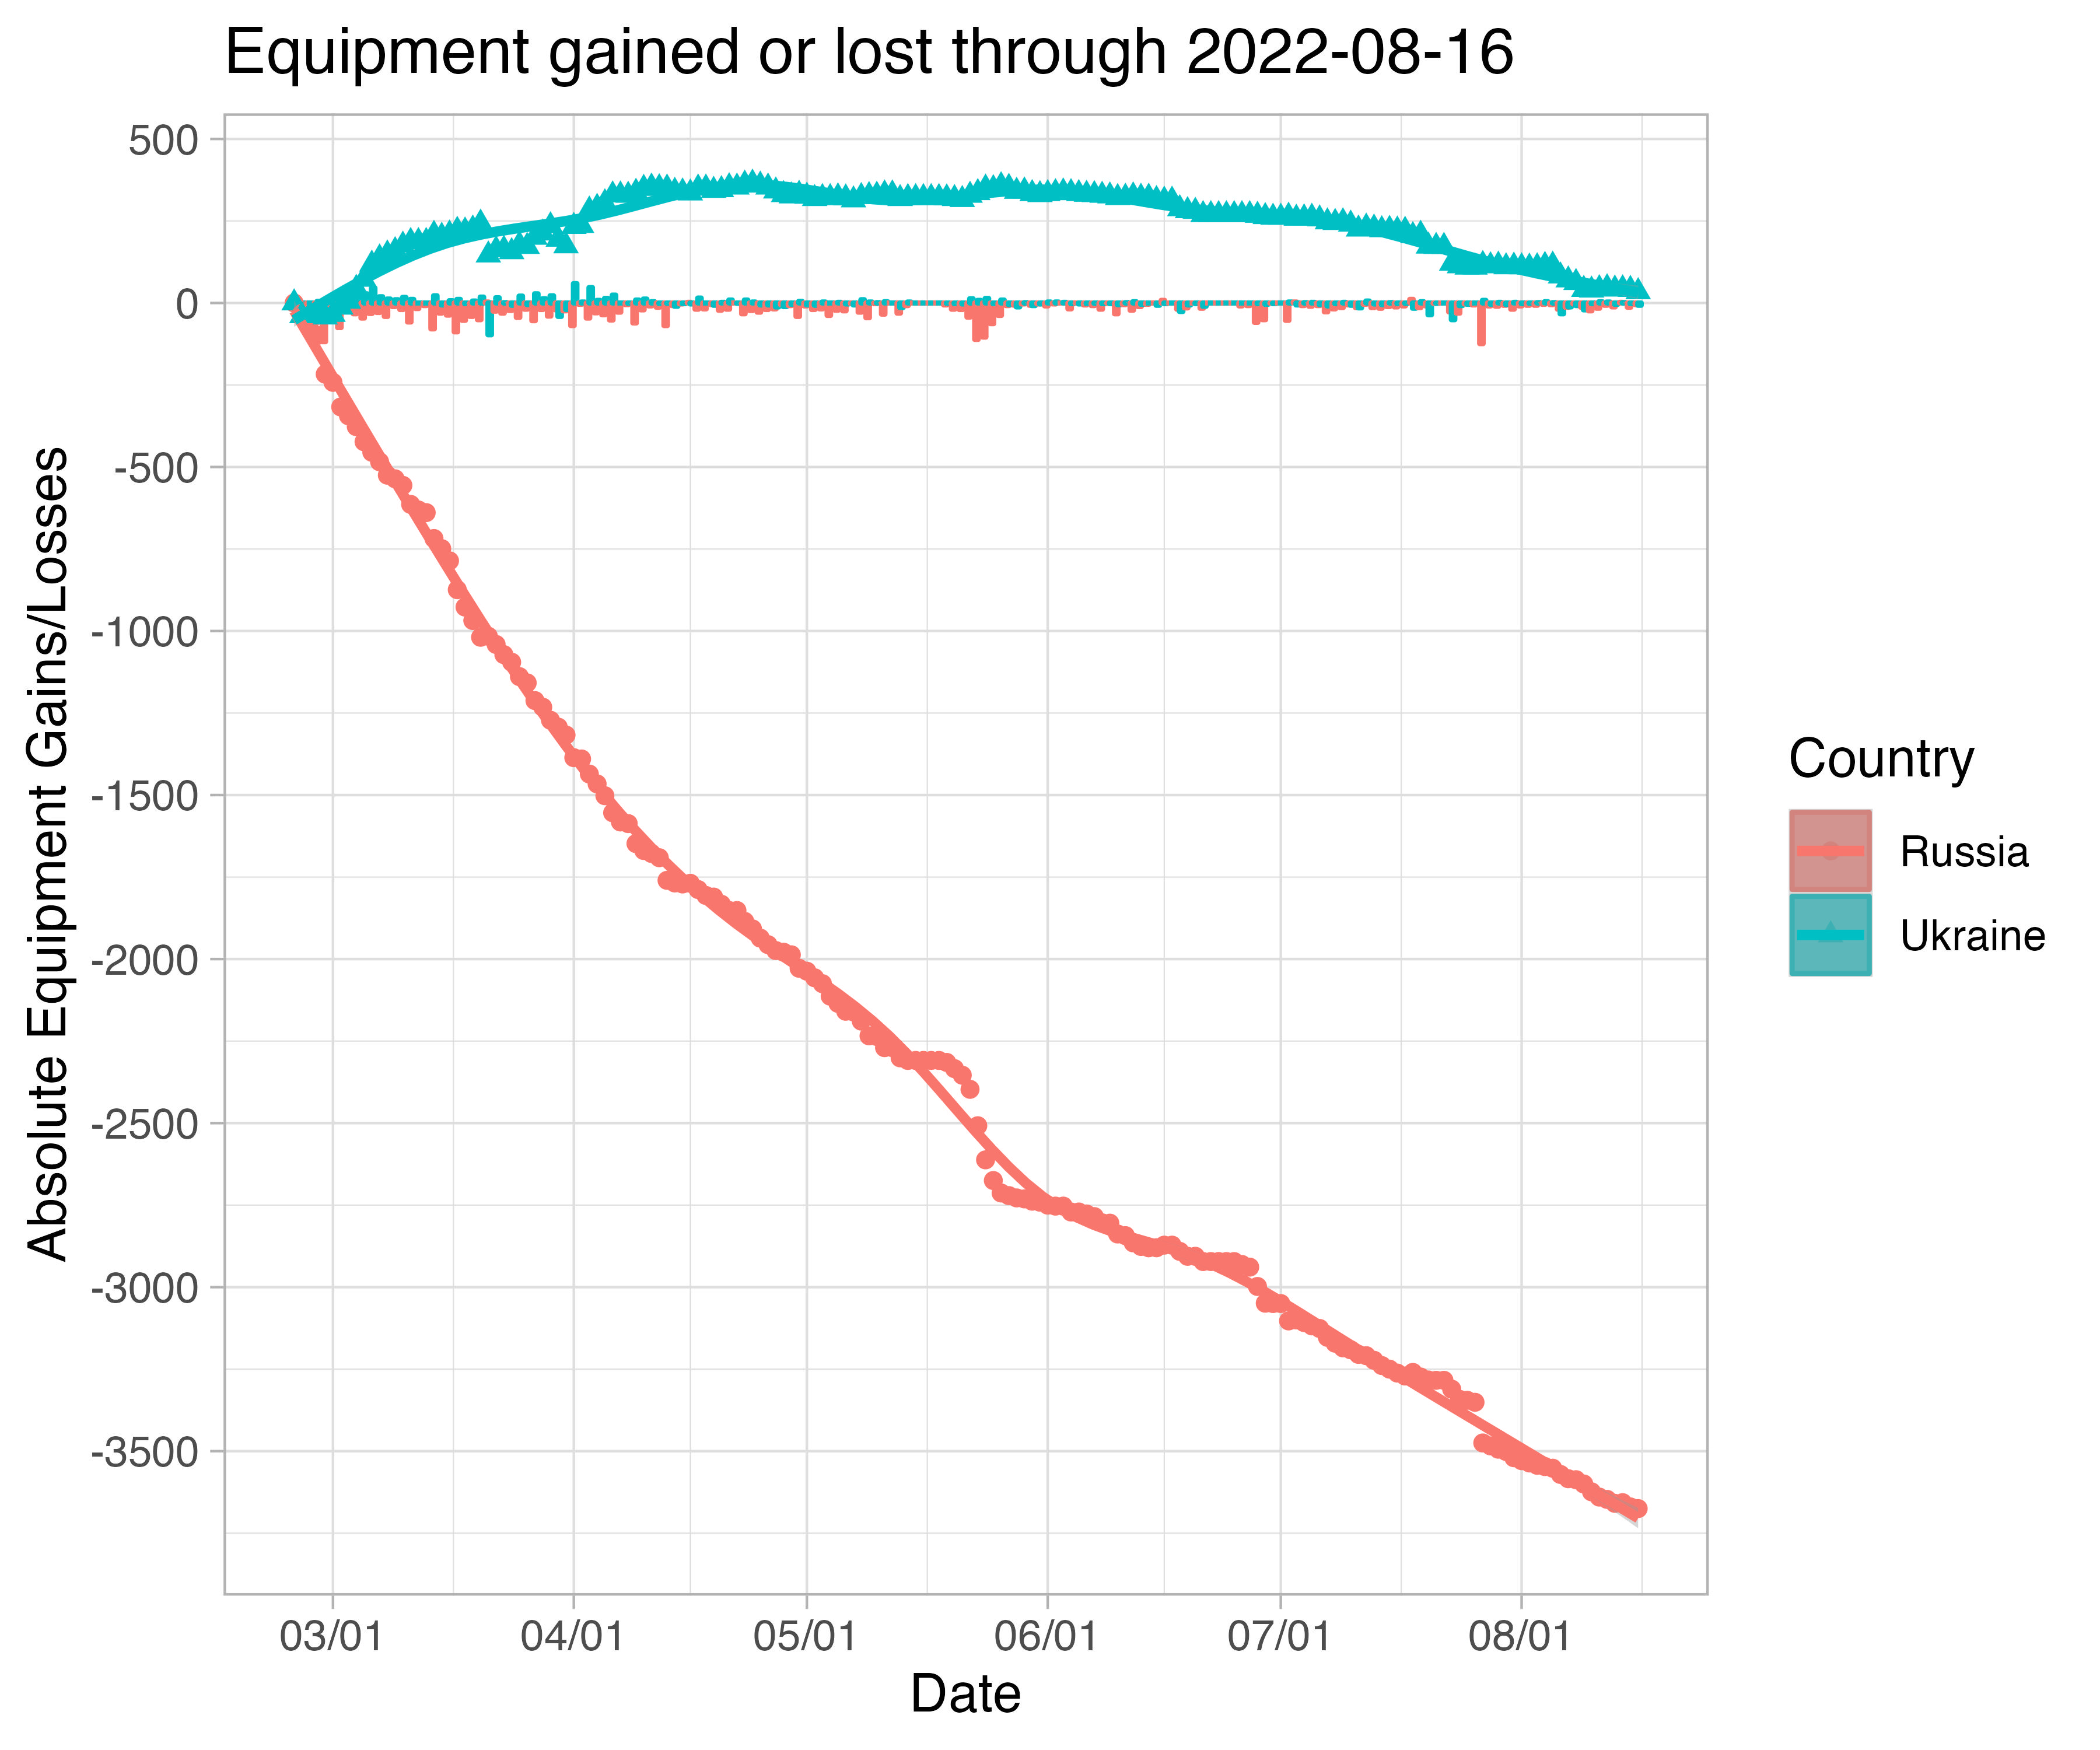 Equipment gained or lost through 2022-08-16
Absolute Equipment Gains/Losses
500
0
-500
-1000
-1500
-2000
-2500
-3000
-3500
03/01 04/01 05/01 06/01 07/01 08/01
Date
Country
Russia
Ukraine